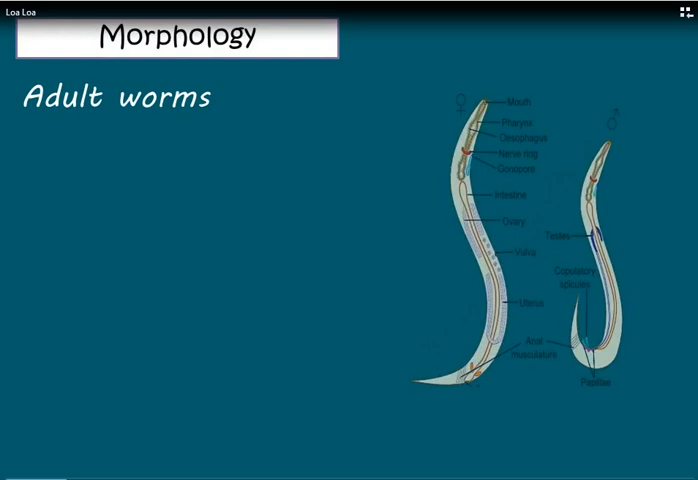 Loa Loa
Morphology
Adult worms
♀
Mouth
Pharynx
Oesophagus
Nerve ring
Gonopore
Intestine
Ovary
Vulva
Uterus
Anal
musculature
♂
Testes
Copulatory
spicules
Papillae